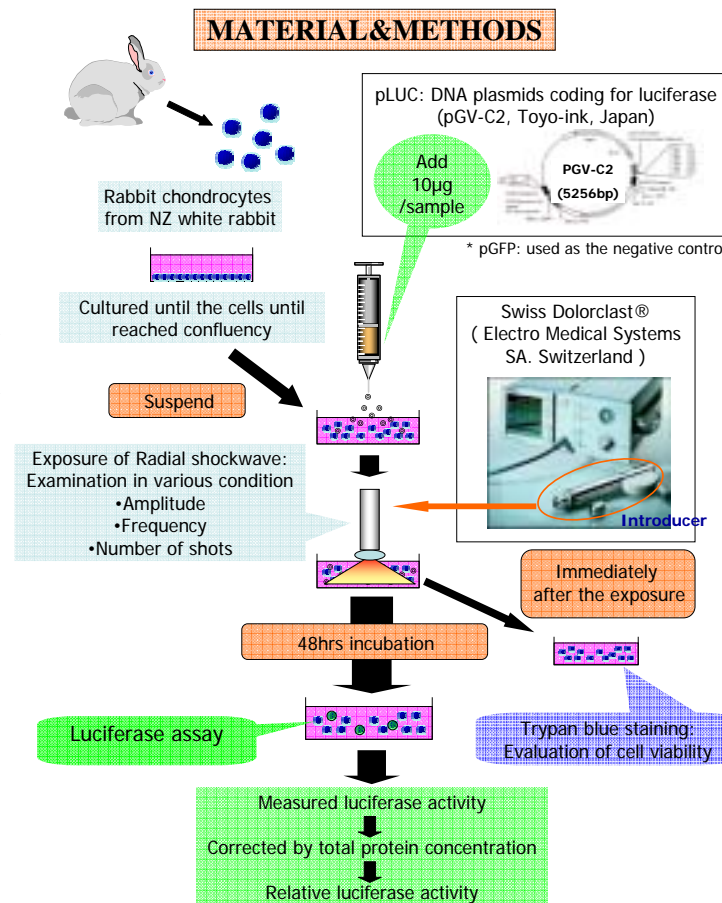 MATERIAL&METHODS
pLUC: DNA plasmids coding for luciferase
(pGV-C2, Toyo-ink, Japan)
PGV-C2
(5256bp)
Add
10µg
/sample
* pGFP: used as the negative contro
Rabbit chondrocytes
from NZ white rabbit
Cultured until the cells until
reached confluency
Swiss Dolorclast®
( Electro Medical Systems
SA. Switzerland )
Introducer
Suspend
Exposure of Radial shockwave:
Examination in various condition
•Amplitude
•Frequency
•Number of shots
Immediately
after the exposure
48hrs incubation
Luciferase assay
Trypan blue staining:
Evaluation of cell viability
Measured luciferase activity
Corrected by total protein concentration
Relative luciferase activity